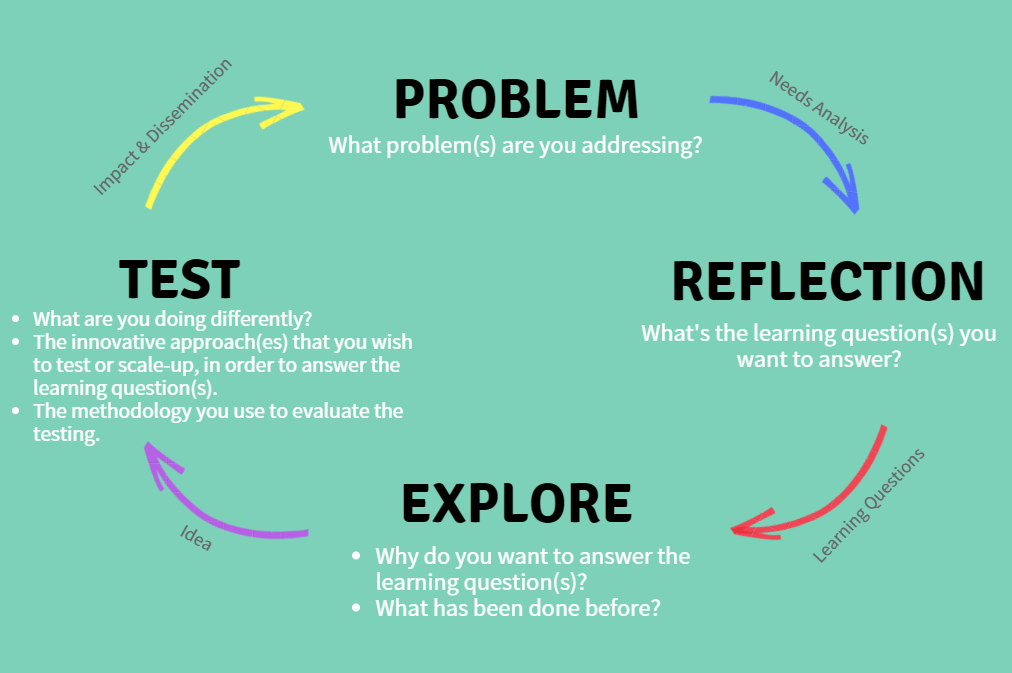 Impact & Dissemination
PROBLEM
What problem(s) are you addressing?
Needs Analysis
TEST
• What are you doing differently?
• The innovative approach(es) that you wish
to test or scale-up, in order to answer the
learning question(s).
• The methodology you use to evaluate the
testing.
REFLECTION
What's the learning question(s) you
want to answer?
Learning Questions
EXPLORE
• Why do you want to answer the
learning question(s)?
• What has been done before?
Idea